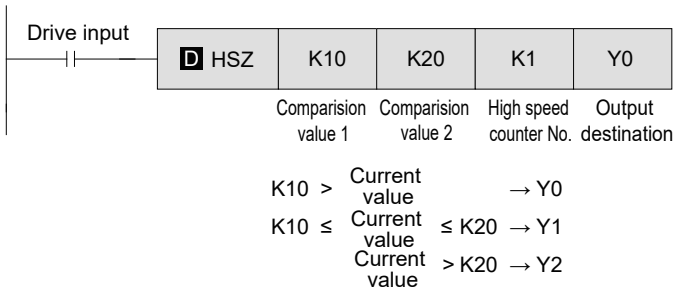 Drive input
D HSZ K10 K20 K1 Y0
Comparision value 1
Comparision value 2
High speed counter No.
Output destination
K10 > Current value → Y0
K10 ≤ Current value ≤ K20 → Y1
Current value > K20 → Y2